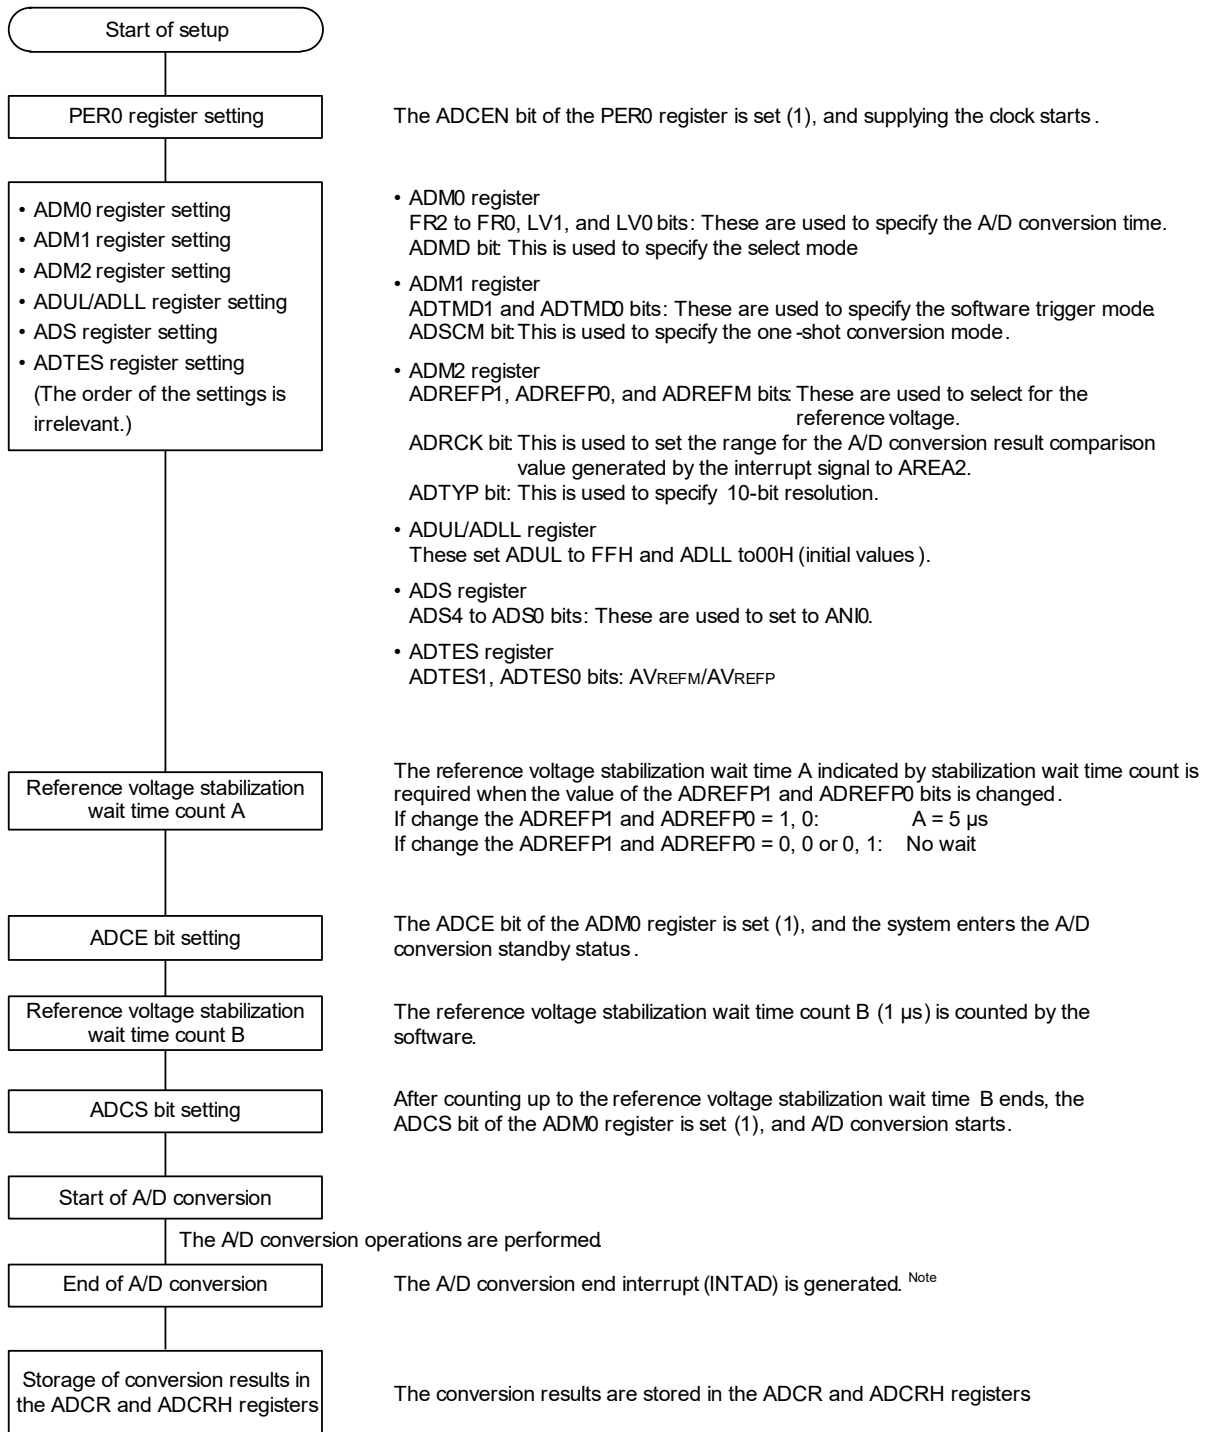 Start of setup
PER0 register setting
The ADCEN bit of the PER0 register is set (1), and supplying the clock starts.
• ADM0 register setting
• ADM1 register setting
• ADM2 register setting
• ADUL/ADLL register setting
• ADS register setting
• ADTES register setting
(The order of the settings is
irrelevant.)
• ADM0 register
FR2 to FR0, LV1, and LV0 bits: These are used to specify the A/D conversion time.
ADMD bit: This is used to specify the select mode
• ADM1 register
ADTMD1 and ADTMD0 bits: These are used to specify the software trigger mode.
ADSCM bit: This is used to specify the one-shot conversion mode.
• ADM2 register
ADREFP1, ADREFP0, and ADREFM bits: These are used to select for the
reference voltage.
ADRCK bit: This is used to set the range for the A/D conversion result comparison
value generated by the interrupt signal to AREA2.
ADTYP bit: This is used to specify 10-bit resolution.
• ADUL/ADLL register
These set ADUL to FFH and ADLL to00H (initial values).
• ADS register
ADS4 to ADS0 bits: These are used to set to ANI0.
• ADTES register
ADTES1, ADTES0 bits: AVREFM/AVREFP
Reference voltage stabilization
wait time count A
The reference voltage stabilization wait time A indicated by stabilization wait time count is
required when the value of the ADREFP1 and ADREFP0 bits is changed.
If change the ADREFP1 and ADREFP0 = 1, 0: A = 5 µs
If change the ADREFP1 and ADREFP0 = 0, 0 or 0, 1: No wait
ADCE bit setting
The ADCE bit of the ADM0 register is set (1), and the system enters the A/D
conversion standby status.
Reference voltage stabilization
wait time count B
The reference voltage stabilization wait time count B (1 µs) is counted by the
software.
ADCS bit setting
After counting up to the reference voltage stabilization wait time B ends, the
ADCS bit of the ADM0 register is set (1), and A/D conversion starts.
Start of A/D conversion
The A/D conversion operations are performed.
End of A/D conversion
The A/D conversion end interrupt (INTAD) is generated. Note
Storage of conversion results in
the ADCR and ADCRH registers
The conversion results are stored in the ADCR and ADCRH registers